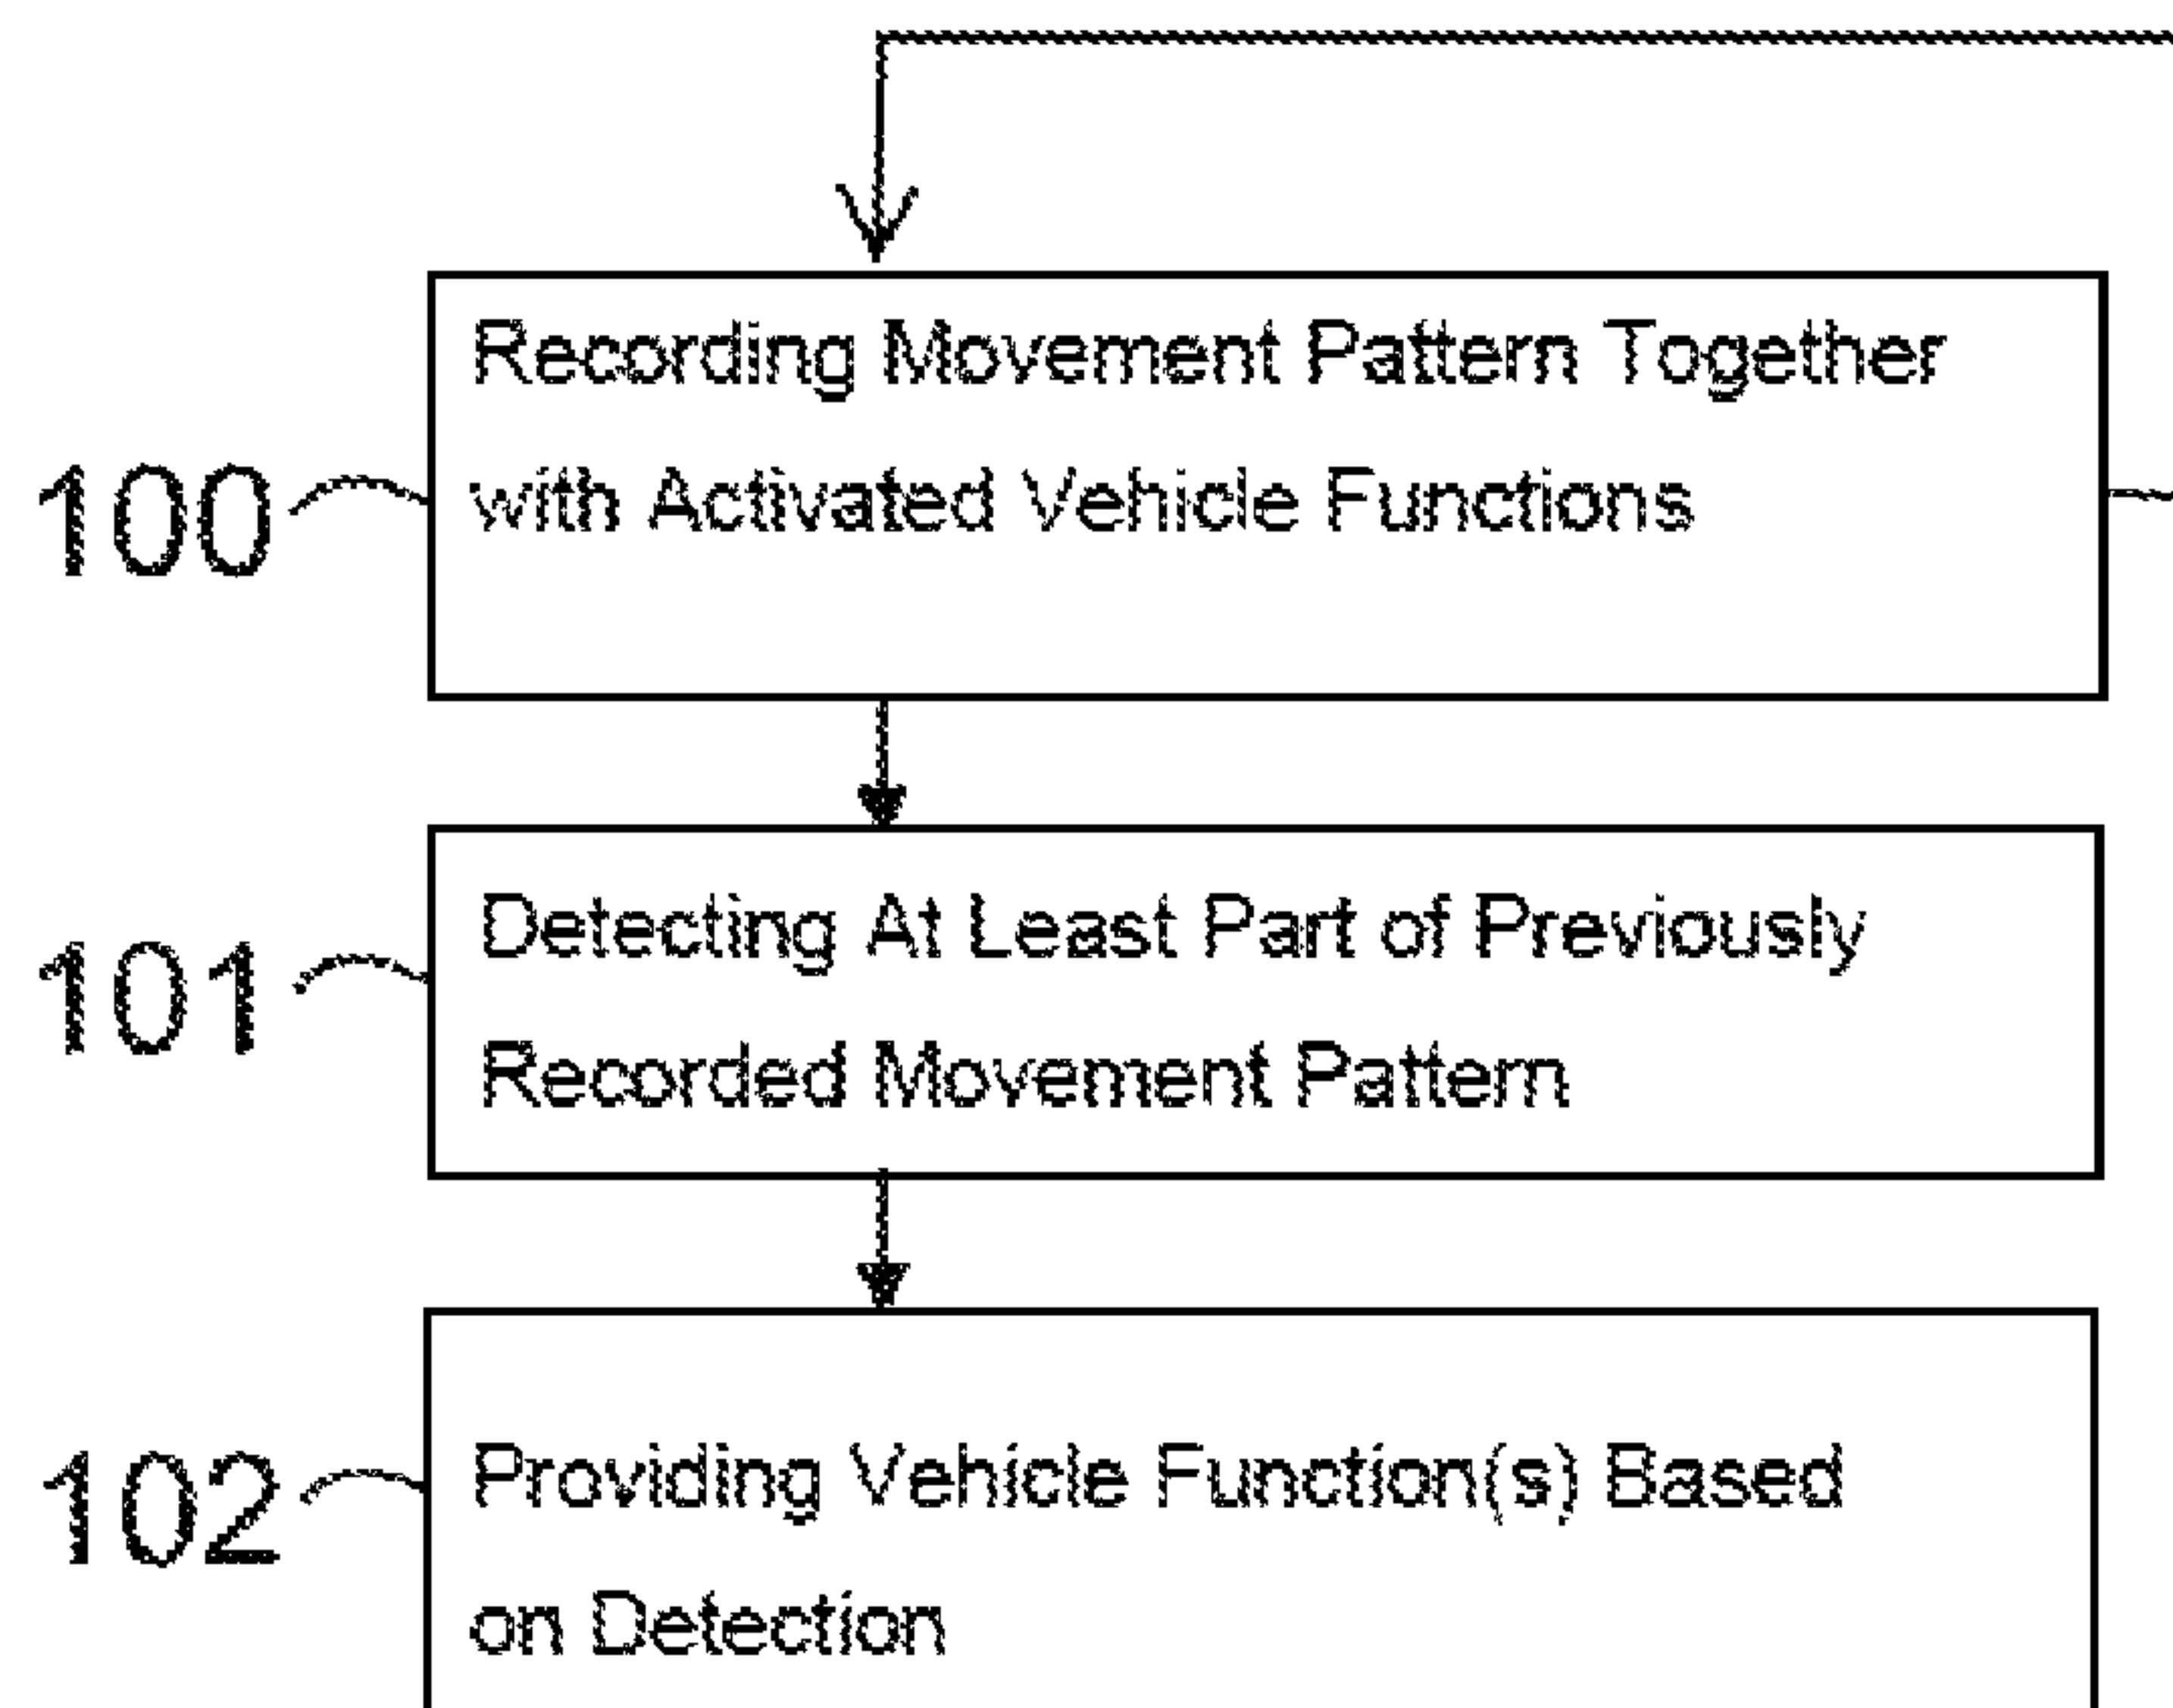 Recording Movement Pattern Together
100
with Activated Vehicle Functions
Detecting At Least Part of Previously
101
Recorded Movement Pattern
102
Providing Vehicle Function(s) Based
on Detection